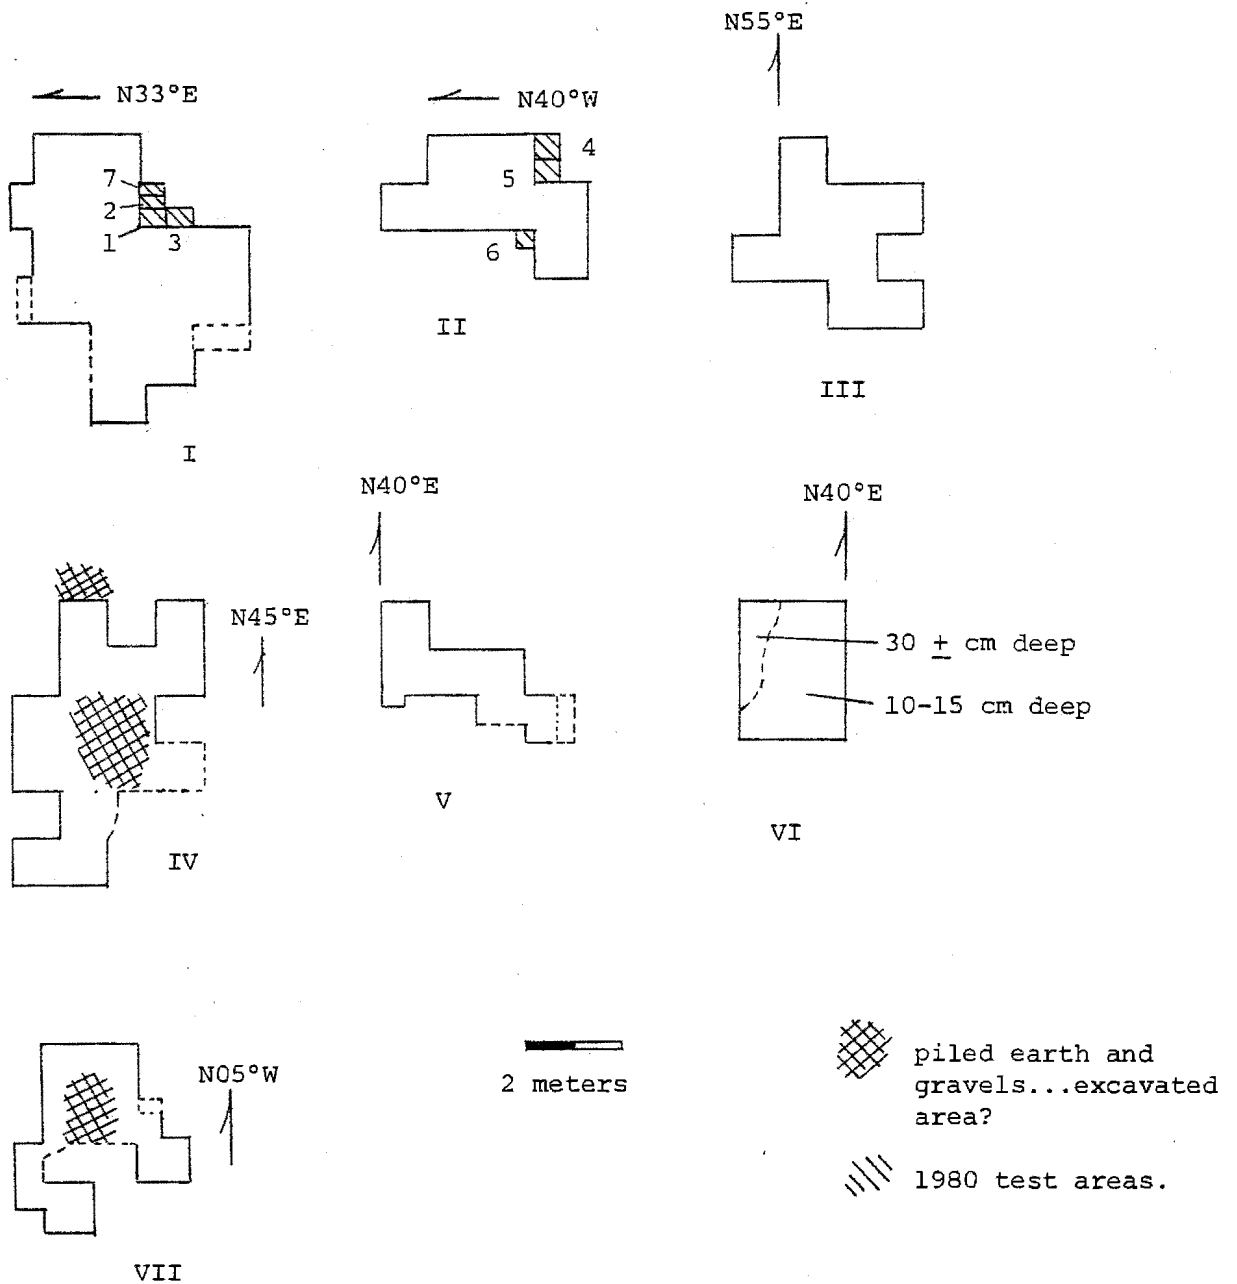 N55°E
N33°E
N40°W
7
2
1
3
4
5
6
I
II
III
N40°E
N40°E
N45°E
30 ± cm deep
10-15 cm deep
IV
V
VI
N05°W
2 meters
piled earth and
gravels...excavated
area?
1980 test areas.
VII